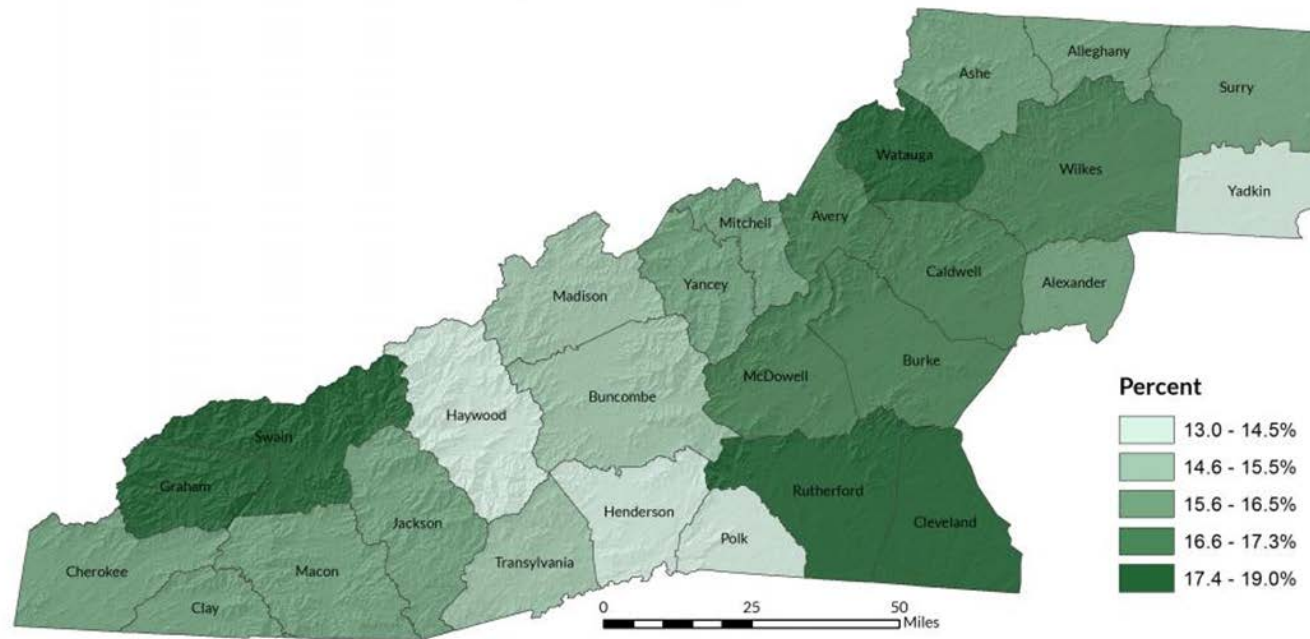 Alleghany
Ashe
Surry
Watauga
Wilkes
Yadkin
Mitchell
Avery
Caldwell
Alexander
Madison
Yancey
Burke
McDowell
Buncombe
Haywood
Swain
Graham
Rutherford
Henderson
Jackson
Cleveland
Polk
Transylvania
Cherokee
Macon
Clay
Percent
13.0 - 14.5%
14.6 - 15.5%
15.6 - 16.5%
16.6 - 17.3%
17.4 - 19.0%
0 25 50
Miles